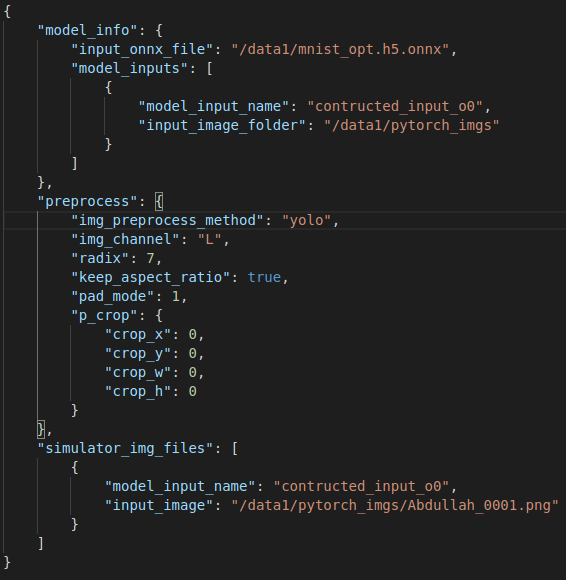 {
    "model_info": {
        "input_onnx_file": "/data1/mnist_opt.h5.onnx",
        "model_inputs": [
            {
                "model_input_name": "contructed_input_o0",
                "input_image_folder": "/data1/pytorch_imgs"
            }
        ]
    },
    "preprocess": {
        "img_preprocess_method": "yolo",
        "img_channel": "L",
        "radix": 7,
        "keep_aspect_ratio": true,
        "pad_mode": 1,
        "p_crop": {
            "crop_x": 0,
            "crop_y": 0,
            "crop_w": 0,
            "crop_h": 0
        }
    },
    "simulator_img_files": [
        {
            "model_input_name": "contructed_input_o0",
            "input_image": "/data1/pytorch_imgs/Abdullah_0001.png"
        }
    ]
}